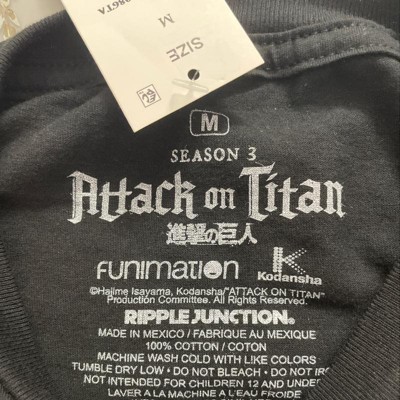 SIZE
M
M
SEASON 3
Attack on Titan
進撃の巨人
FUNIMATION
K
Kodansha
©Hajime Isayama, Kodansha/"ATTACK ON TITAN"
Production Committee. All Rights Reserved.
RIPPLE JUNCTION®
MADE IN MEXICO / FABRIQUE AU MEXIQUE
100% COTTON / COTON
MACHINE WASH COLD WITH LIKE COLORS
TUMBLE DRY LOW • DO NOT BLEACH • DO NOT IR
NOT INTENDED FOR CHILDREN 12 AND UNDE
LAVER A LA MACHINE A L'EAU FROIDE